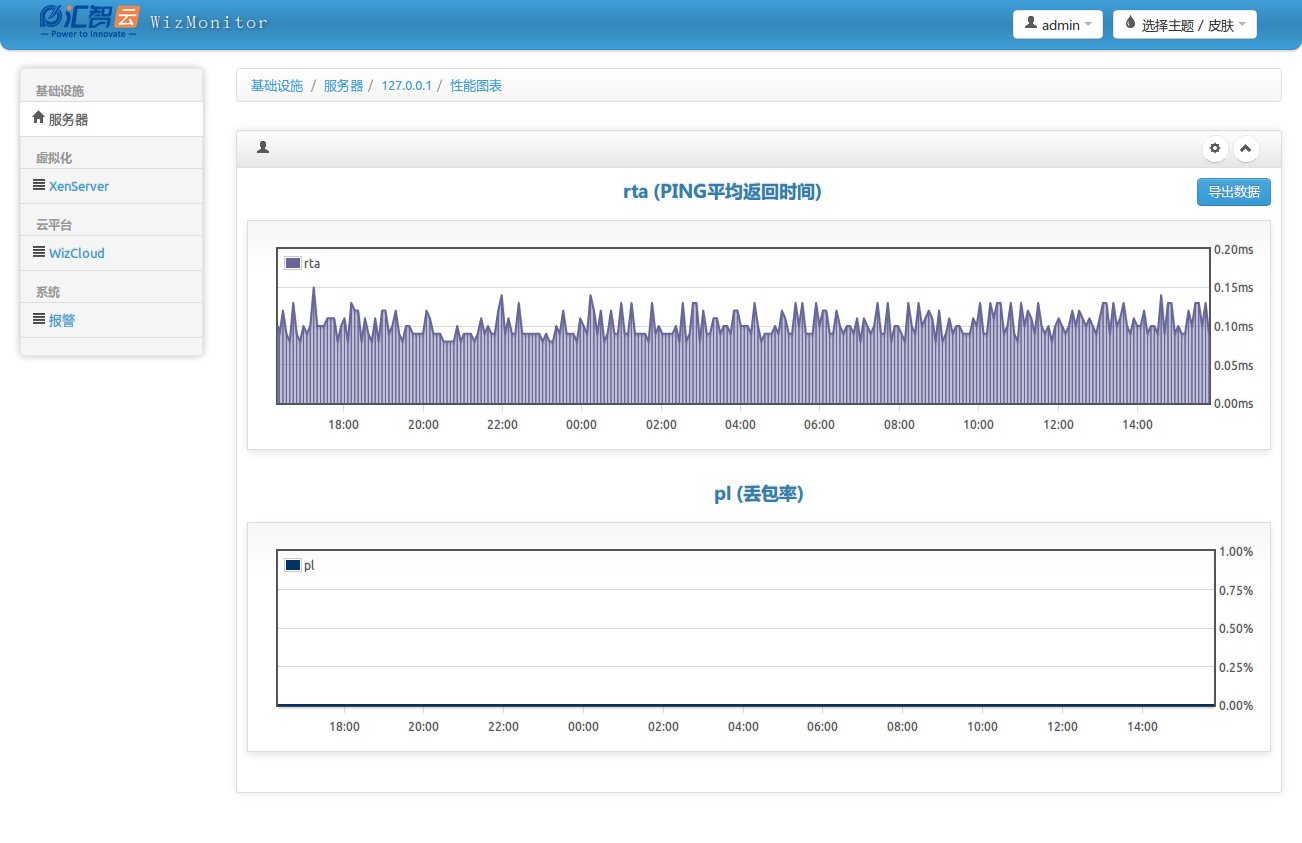 汇智云 WizMonitor
— Power to Innovate —
admin
选择主题 / 皮肤
基础设施
服务器
虚拟化
XenServer
云平台
WizCloud
系统
报警
基础设施 / 服务器 / 127.0.0.1 / 性能图表
rta (PING平均返回时间)
导出数据
rta
0.20ms
0.15ms
0.10ms
0.05ms
0.00ms
18:00 20:00 22:00 00:00 02:00 04:00 06:00 08:00 10:00 12:00 14:00
pl (丢包率)
pl
1.00%
0.75%
0.50%
0.25%
0.00%
18:00 20:00 22:00 00:00 02:00 04:00 06:00 08:00 10:00 12:00 14:00